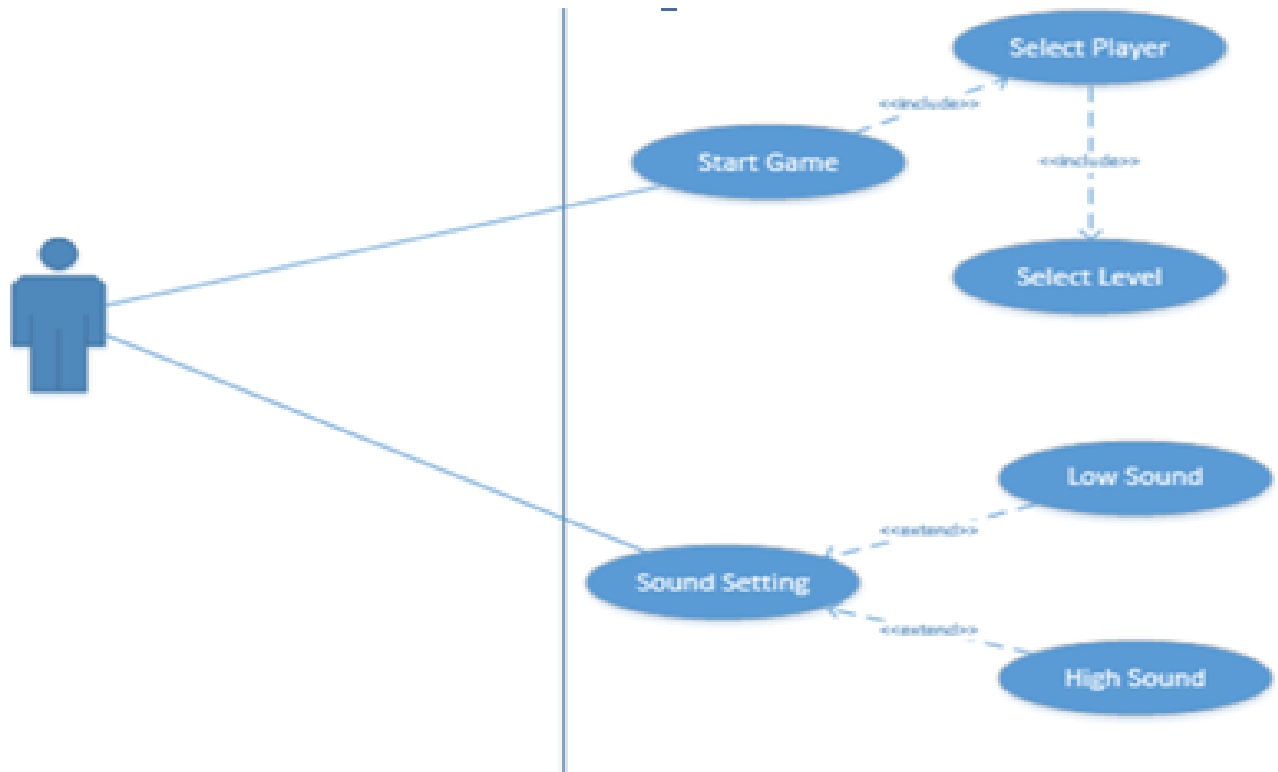 Select Player
<<include>>
Start Game
<<include>>
Select Level
Low Sound
<<extend>>
Sound Setting
<<extend>>
High Sound